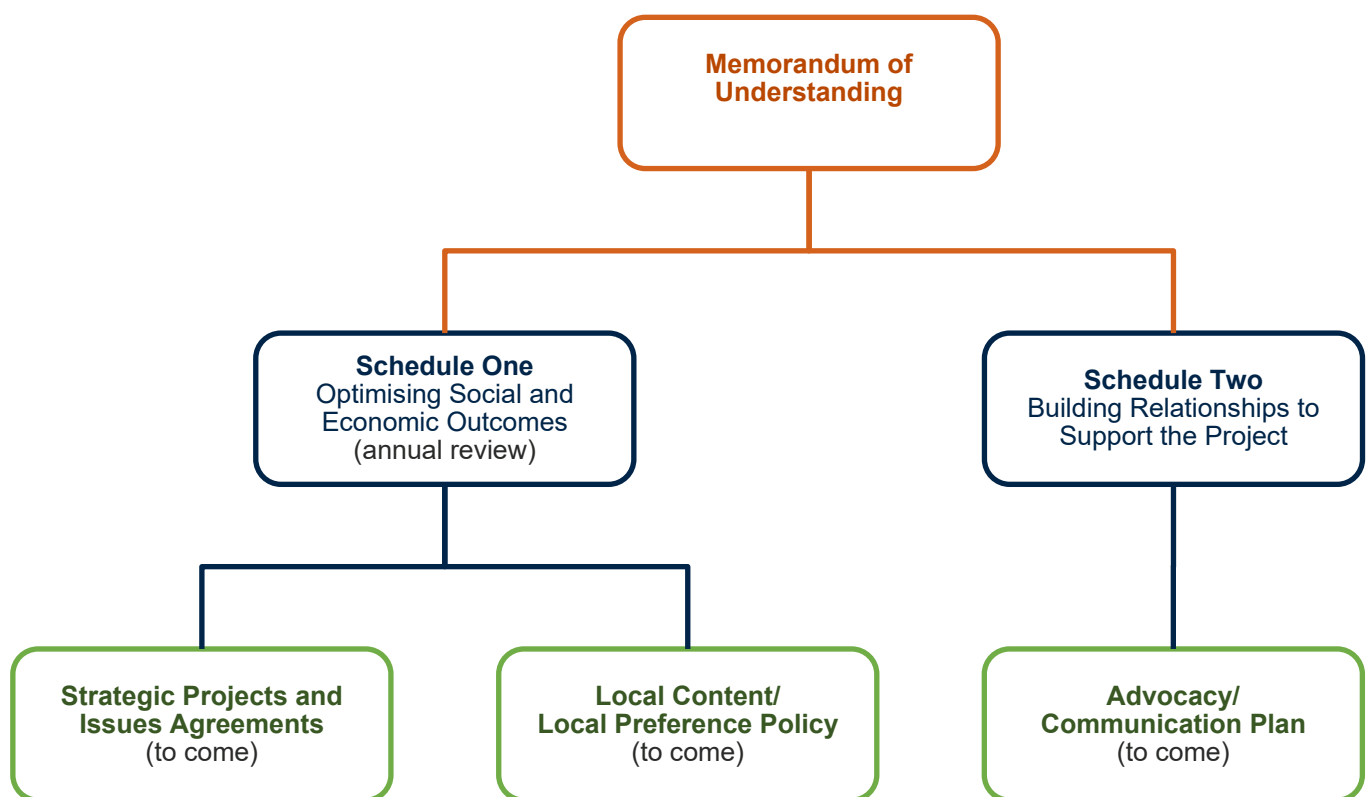 Memorandum of
Understanding
Schedule One
Optimising Social and
Economic Outcomes
(annual review)
Schedule Two
Building Relationships to
Support the Project
Strategic Projects and
Issues Agreements
(to come)
Local Content/
Local Preference Policy
(to come)
Advocacy/
Communication Plan
(to come)